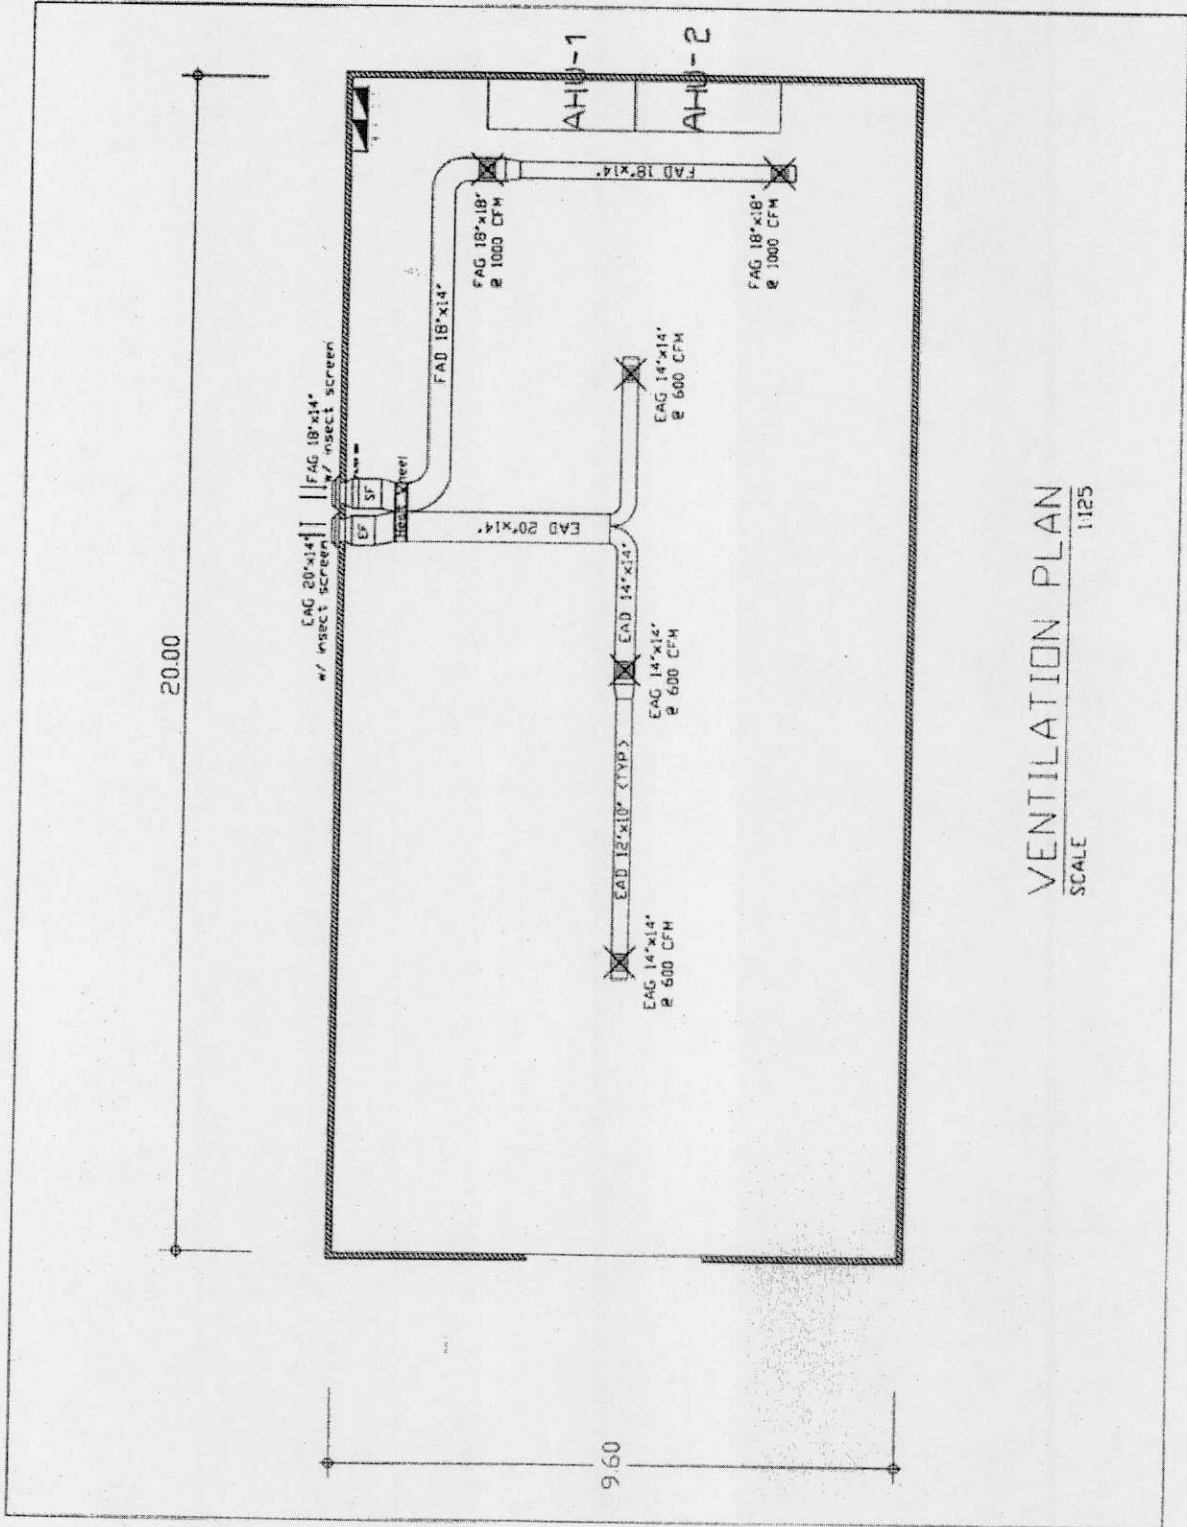 20.00
9.60
EAG 20"x14"
w/ insect screen
FAG 18"x14"
w/ insect screen
EF
SF
Heat Wheel
FAD 18"x14"
FAG 18"x18"
@ 1000 CFM
FAD 18"x14"
FAG 18"x18"
@ 1000 CFM
AHU-1
AHU-2
EAD 20"x14"
EAG 14"x14"
@ 600 CFM
EAD 14"x14"
EAG 14"x14"
@ 600 CFM
EAD 12"x10" <TYP>
EAG 14"x14"
@ 600 CFM
VENTILATION PLAN
SCALE 1:125